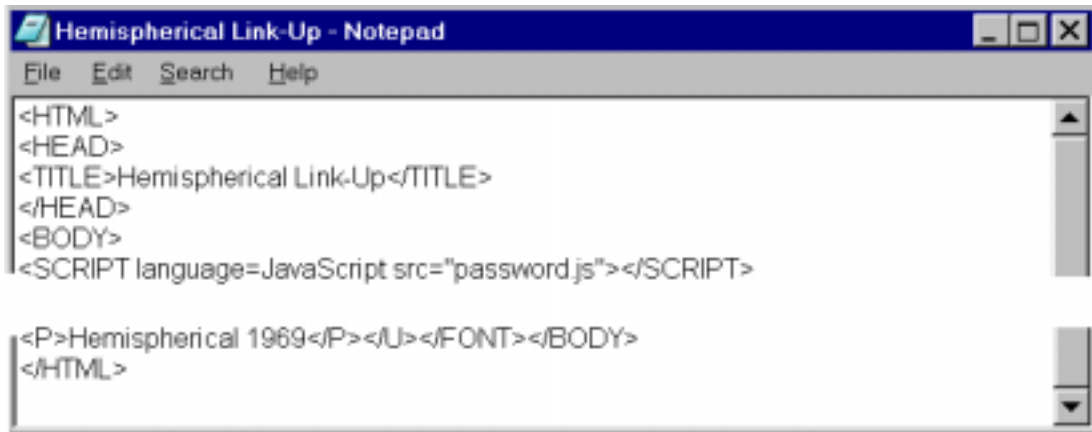 Hemispherical Link-Up - Notepad
File Edit Search Help
<HTML>
<HEAD>
<TITLE>Hemispherical Link-Up</TITLE>
</HEAD>
<BODY>
<SCRIPT language=JavaScript src="password.js"></SCRIPT>
<P>Hemispherical 1969</P></U></FONT></BODY>
</HTML>